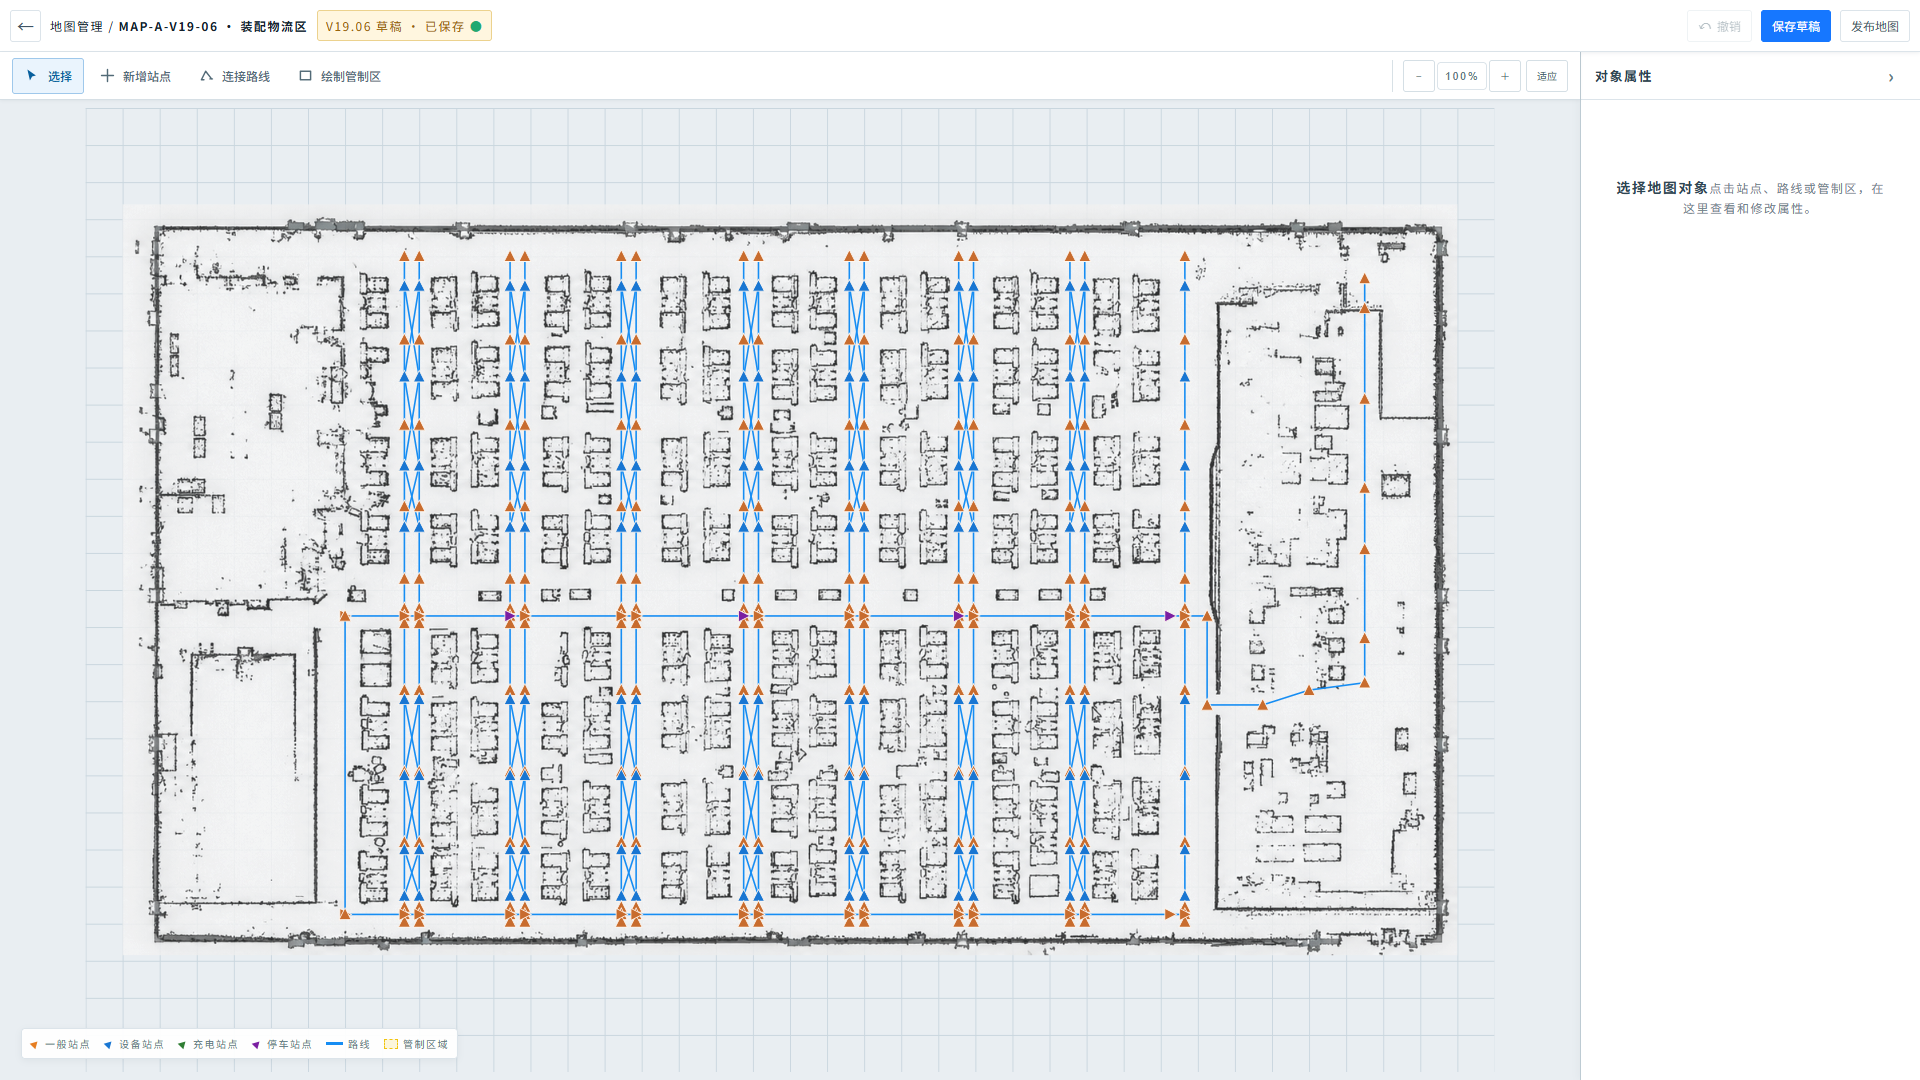 ← 地图管理 / MAP-A-V19-06 · 装配物流区 V19.06 草稿 · 已保存 撤销 保存草稿 发布地图
选择 新增站点 连接路线 绘制管制区 - 100% + 适应 对象属性 ›
选择地图对象点击站点、路线或管制区，在
这里查看和修改属性。
一般站点 设备站点 充电站点 停车站点 路线 管制区域